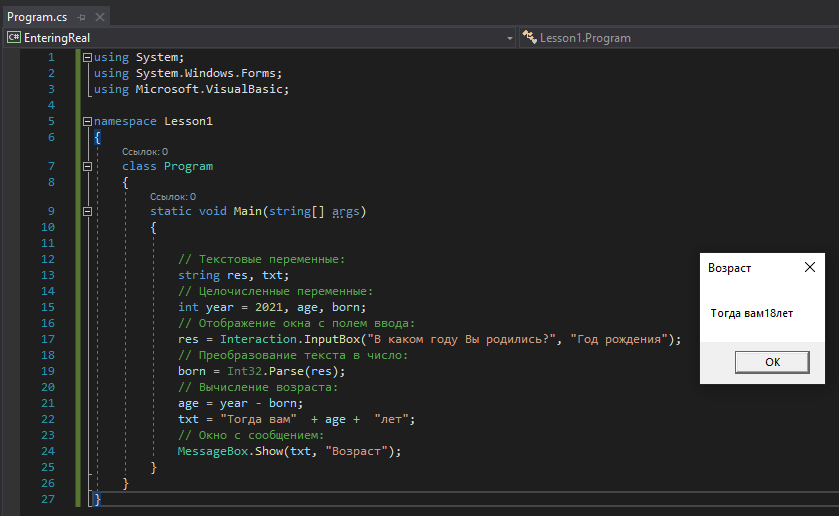 Program.cs
C# EnteringReal
Lesson1.Program
1 using System;
2 using System.Windows.Forms;
3 using Microsoft.VisualBasic;
4
5 namespace Lesson1
6 {
Ссылок: 0
7 class Program
8 {
Ссылок: 0
9 static void Main(string[] args)
10 {
11
12 // Текстовые переменные:
13 string res, txt;
14 // Целочисленные переменные:
15 int year = 2021, age, born;
16 // Отображение окна с полем ввода:
17 res = Interaction.InputBox("В каком году Вы родились?", "Год рождения");
18 // Преобразование текста в число:
19 born = Int32.Parse(res);
20 // Вычисление возраста:
21 age = year - born;
22 txt = "Тогда вам" + age + "лет";
23 // Окно с сообщением:
24 MessageBox.Show(txt, "Возраст");
25 }
26 }
27 }
Возраст
Тогда вам18лет
OK